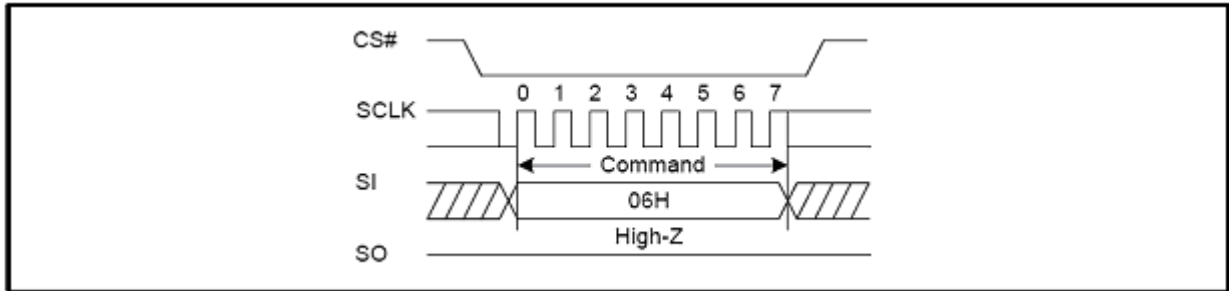 CS#
0 1 2 3 4 5 6 7
SCLK
Command
SI
06H
High-Z
SO